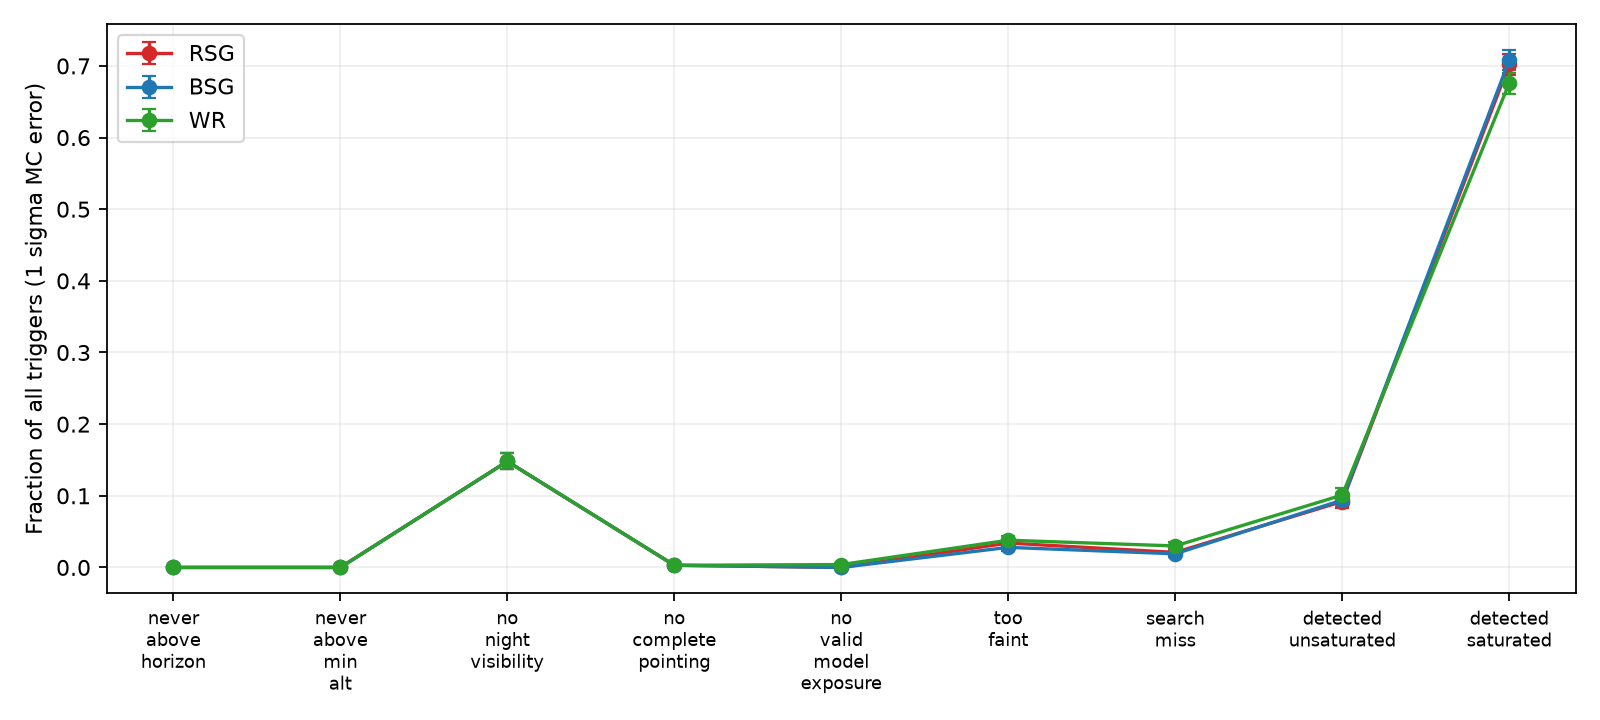 Fraction of all triggers (1 sigma MC error)
0.7
0.6
0.5
0.4
0.3
0.2
0.1
0.0
RSG
BSG
WR
never
above
horizon
never
above
min
alt
no
night
visibility
no
complete
pointing
no
valid
model
exposure
too
faint
search
miss
detected
unsaturated
detected
saturated